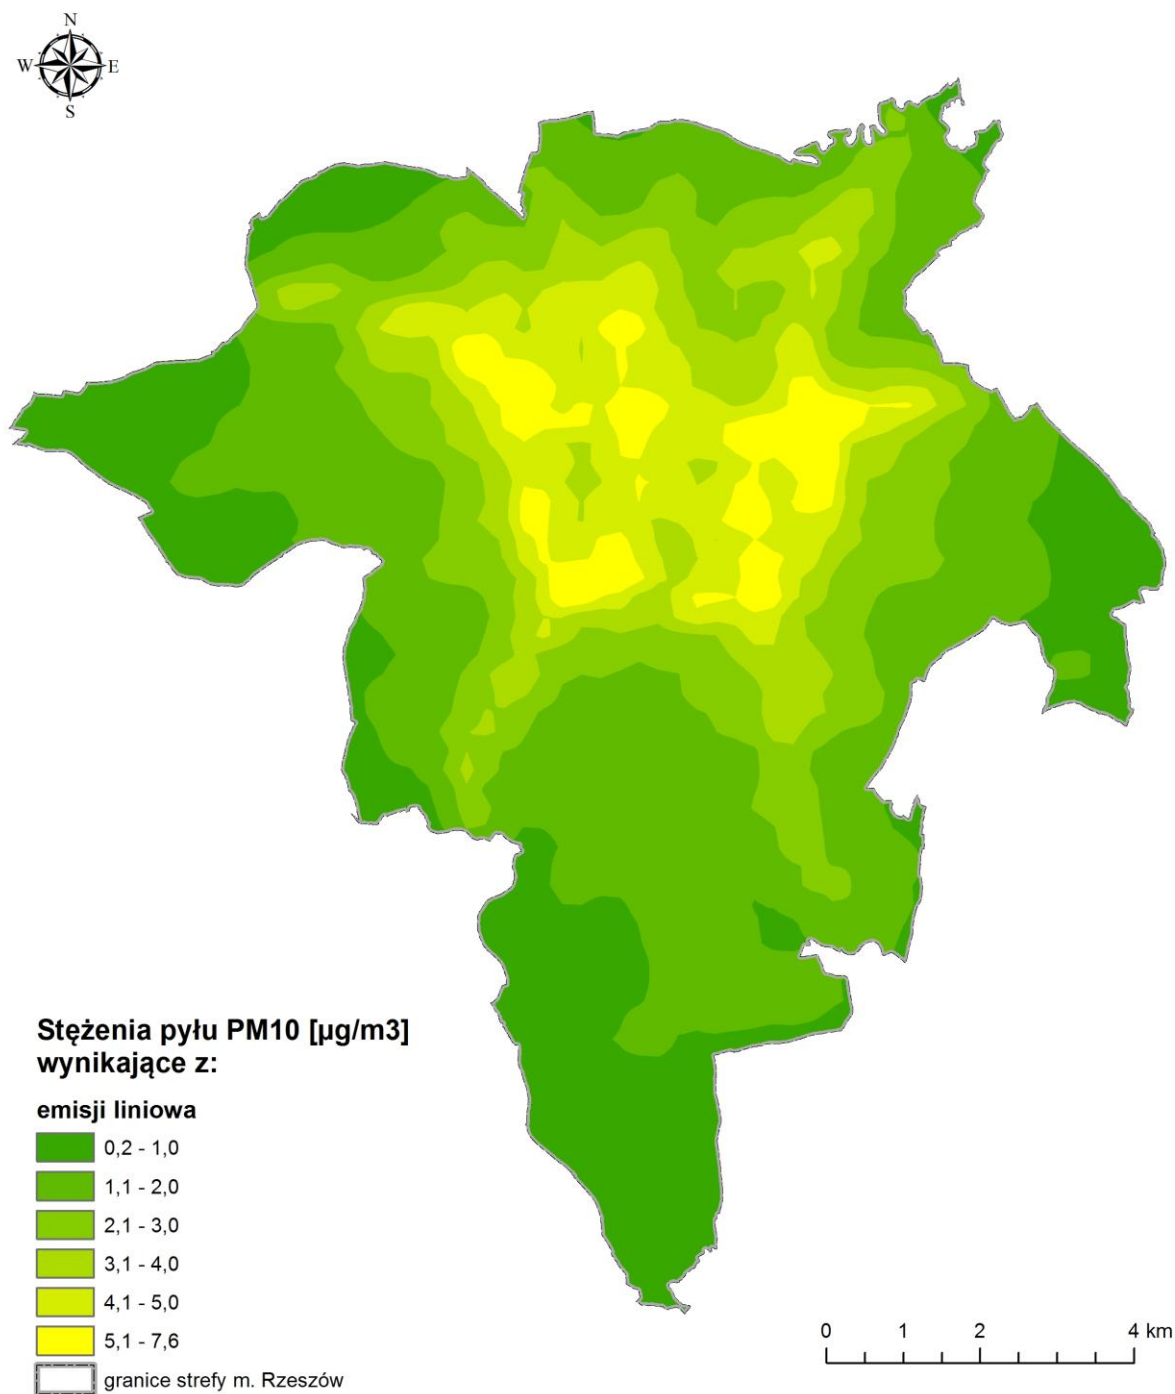 N
W E
S
Stężenia pyłu PM10 [µg/m3]
wynikające z:
emisji liniowa
0,2 - 1,0
1,1 - 2,0
2,1 - 3,0
3,1 - 4,0
4,1 - 5,0
5,1 - 7,6
granice strefy m. Rzeszów
0 1 2 4 km